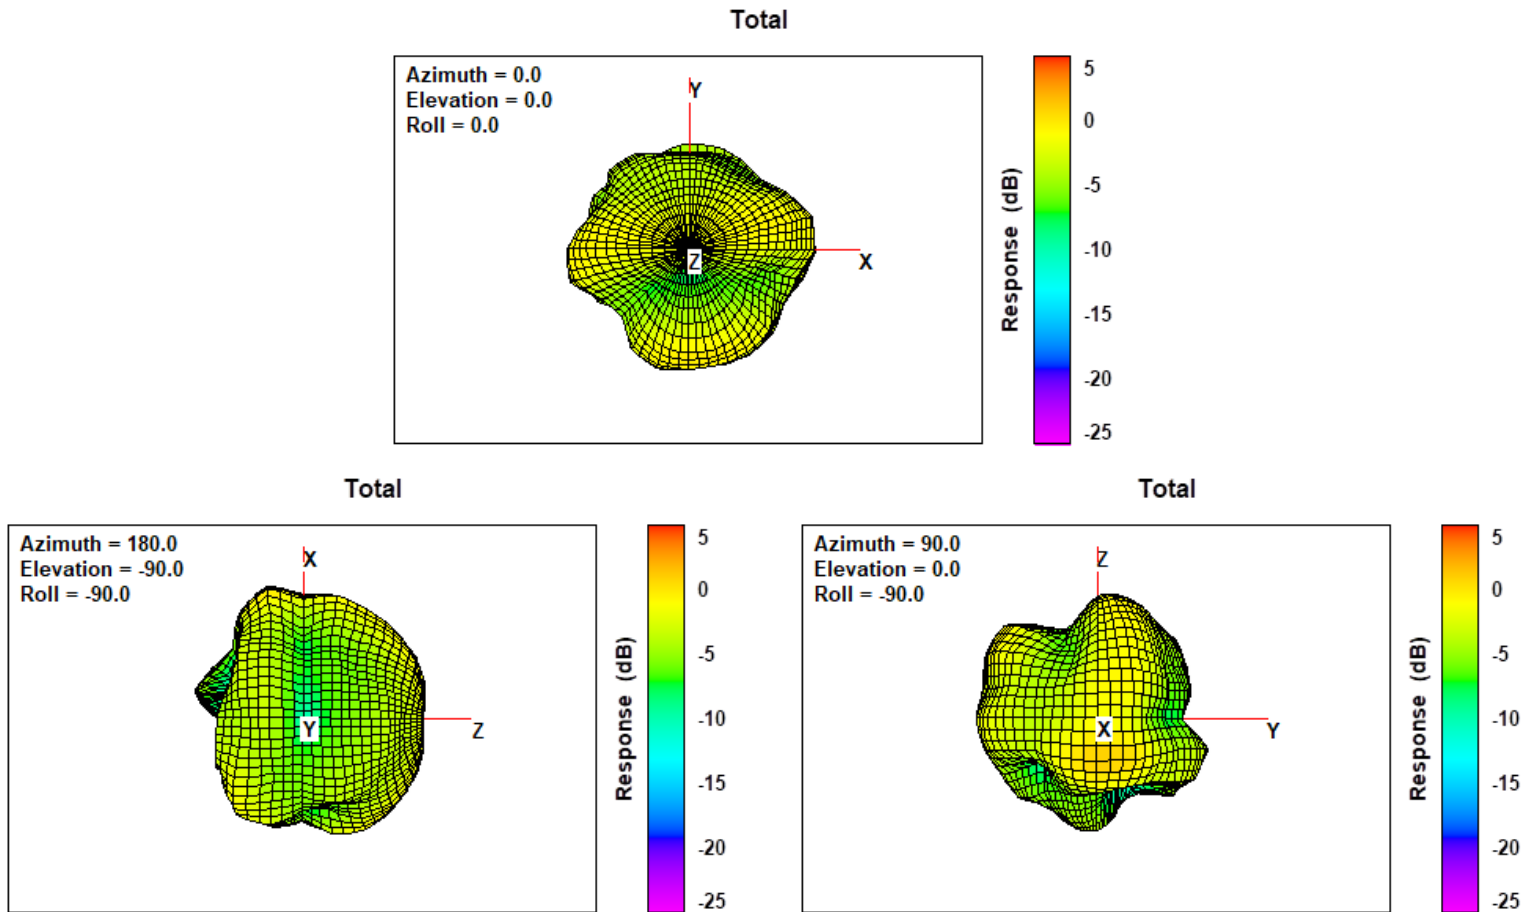 Total
Azimuth = 0.0
Elevation = 0.0
Roll = 0.0
Y
Z
X
Response (dB)
5
0
-5
-10
-15
-20
-25
Total
Azimuth = 180.0
Elevation = -90.0
Roll = -90.0
X
Y
Z
Response (dB)
5
0
-5
-10
-15
-20
-25
Total
Azimuth = 90.0
Elevation = 0.0
Roll = -90.0
Z
X
Y
Response (dB)
5
0
-5
-10
-15
-20
-25